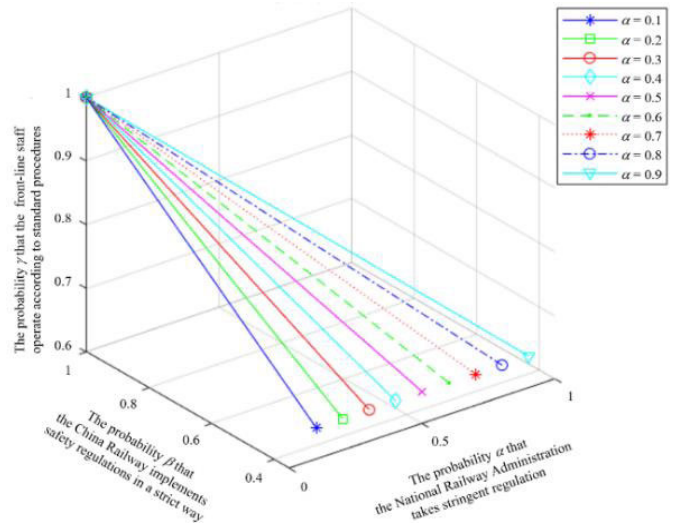 α = 0.1
α = 0.2
α = 0.3
α = 0.4
α = 0.5
α = 0.6
α = 0.7
α = 0.8
α = 0.9
The probability γ that the front-line staff
operate according to standard procedures
1
0.9
0.8
0.7
0.6
1
0.8
0.6
0.4
The probability β that
the China Railway implements
safety regulations in a strict way
0
0.5
1
The probability α that
the National Railway Administration
takes stringent regulation